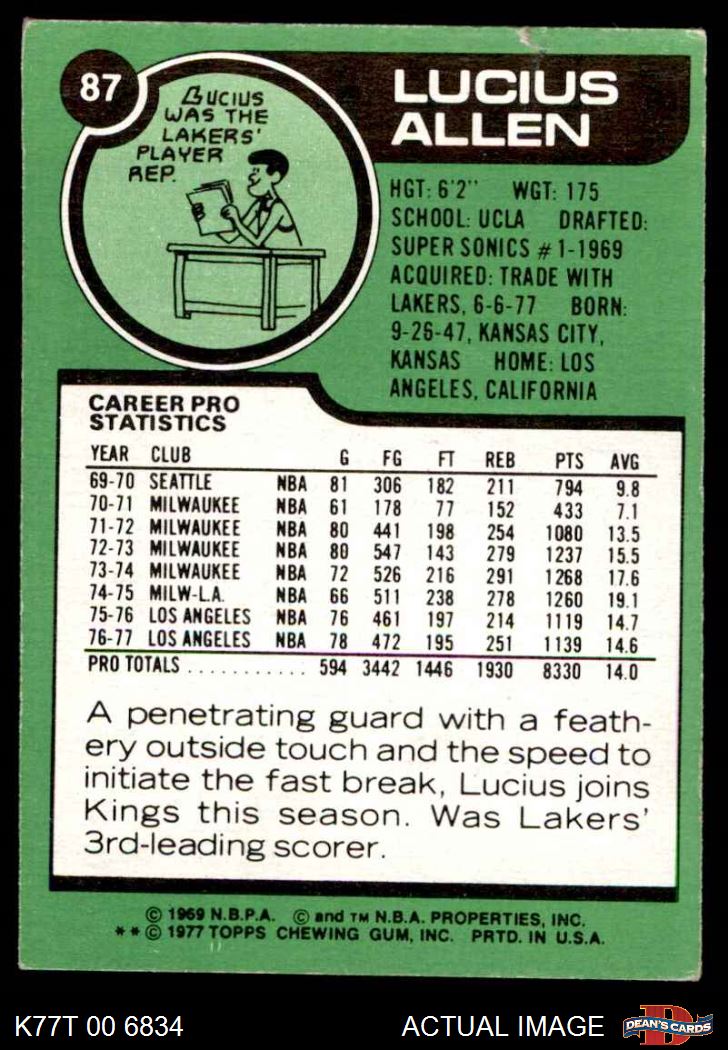 87
LUCIUS
ALLEN
LUCIUS
WAS THE
LAKERS'
PLAYER
REP.
HGT: 6'2" WGT: 175
SCHOOL: UCLA DRAFTED:
SUPER SONICS #1-1969
ACQUIRED: TRADE WITH
LAKERS, 6-6-77 BORN:
9-26-47, KANSAS CITY,
KANSAS HOME: LOS
ANGELES, CALIFORNIA
CAREER PRO
STATISTICS
YEAR CLUB G FG FT REB PTS AVG
69-70 SEATTLE NBA 81 306 182 211 794 9.8
70-71 MILWAUKEE NBA 61 178 77 152 433 7.1
71-72 MILWAUKEE NBA 80 441 198 254 1080 13.5
72-73 MILWAUKEE NBA 80 547 143 279 1237 15.5
73-74 MILWAUKEE NBA 72 526 216 291 1268 17.6
74-75 MILW-L.A. NBA 66 511 238 278 1260 19.1
75-76 LOS ANGELES NBA 76 461 197 214 1119 14.7
76-77 LOS ANGELES NBA 78 472 195 251 1139 14.6
PRO TOTALS . . . . . . . . . . . . 594 3442 1446 1930 8330 14.0
A penetrating guard with a feath-
ery outside touch and the speed to
initiate the fast break, Lucius joins
Kings this season. Was Lakers'
3rd-leading scorer.
© 1969 N.B.P.A. © and TM N.B.A. PROPERTIES, INC.
**© 1977 TOPPS CHEWING GUM, INC. PRTD. IN U.S.A.
K77T 00 6834 ACTUAL IMAGE
D
DEAN'S CARDS